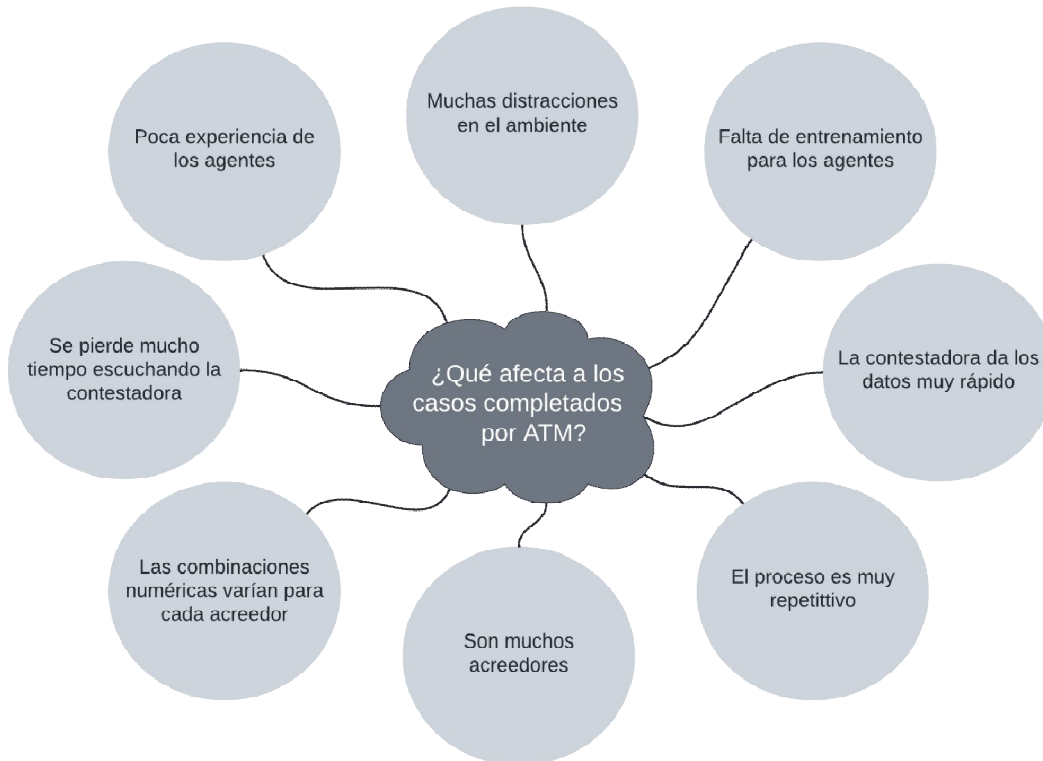 Muchas distracciones
en el ambiente
Poca experiencia de
los agentes
Falta de entrenamiento
para los agentes
Se pierde mucho
tiempo escuchando la
contestadora
¿Qué afecta a los
casos completados
por ATM?
La contestadora da los
datos muy rápido
Las combinaciones
numéricas varían para
cada acreedor
El proceso es muy
repetittivo
Son muchos
acreedores